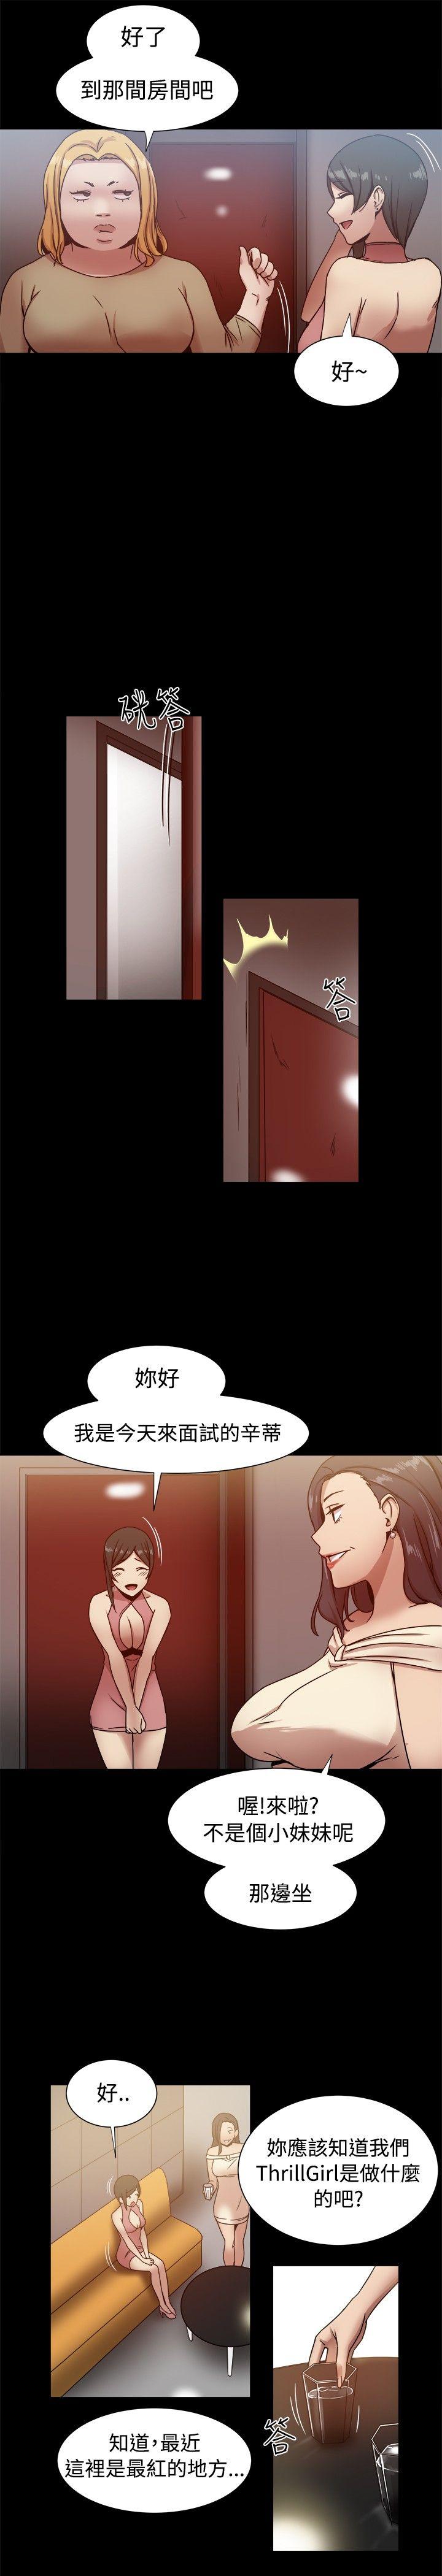 好了
到那間房間吧
好~
硄答
答
妳好
我是今天來面試的辛蒂
喔!來啦?
不是個小妹妹呢
那邊坐
好..
妳應該知道我們
ThrillGirl是做什麼
的吧?
答
知道,最近
這裡是最紅的地方...